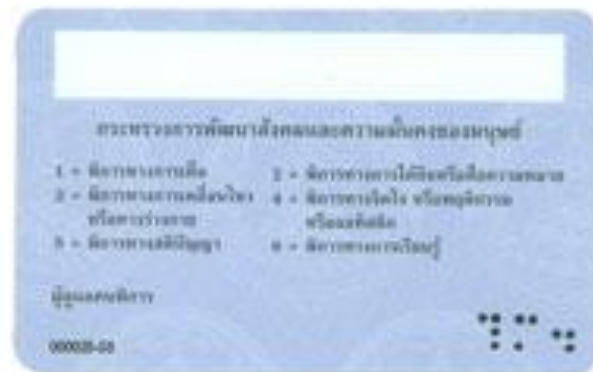 กระทรวงการพัฒนาสังคมและความมั่นคงของมนุษย์
1 = พิการทางการเห็น 2 = พิการทางการได้ยินหรือสื่อความหมาย
3 = พิการทางการเคลื่อนไหว 4 = พิการทางจิตใจ หรือพฤติกรรม
หรือทางร่างกาย หรือออทิสติก
5 = พิการทางสติปัญญา 6 = พิการทางการเรียนรู้
ผู้ดูแลคนพิการ